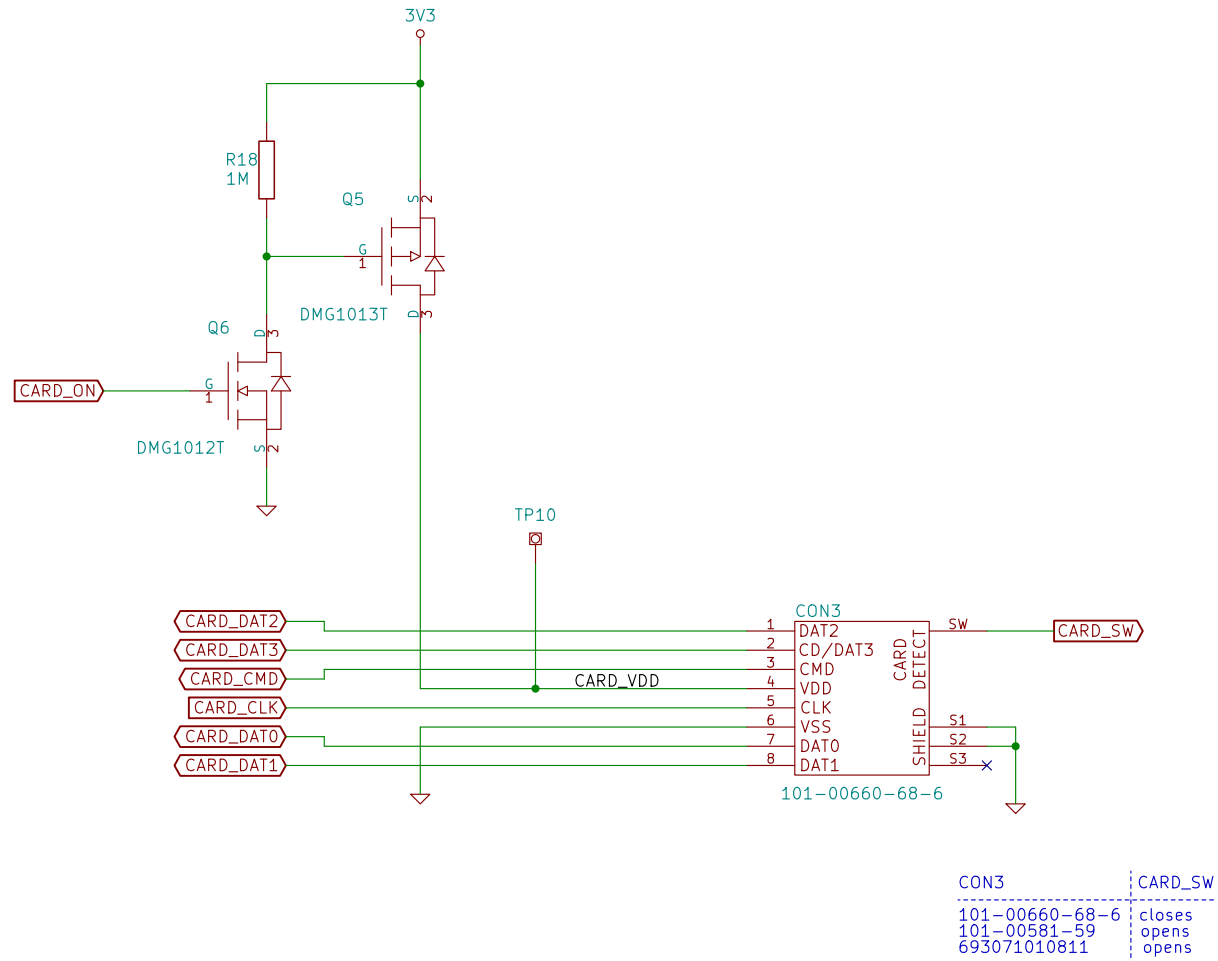 3V3
R18
1M
Q5
S
2
G
1
DMG1013T
D
3
Q6
D
3
CARD_ON
G
1
DMG1012T
S
2
TP10
CON3
CARD_DAT2
1
DAT2
SW
CARD_SW
CARD_DAT3
2
CD/DAT3
CARD_CMD
3
CMD
CARD_VDD
4
VDD
CARD_CLK
5
CLK
6
VSS
CARD_DAT0
7
DAT0
CARD_DAT1
8
DAT1
CARD
DETECT
SHIELD
S1
S2
S3
101-00660-68-6
CON3 CARD_SW
101-00660-68-6 closes
101-00581-59 opens
693071010811 opens